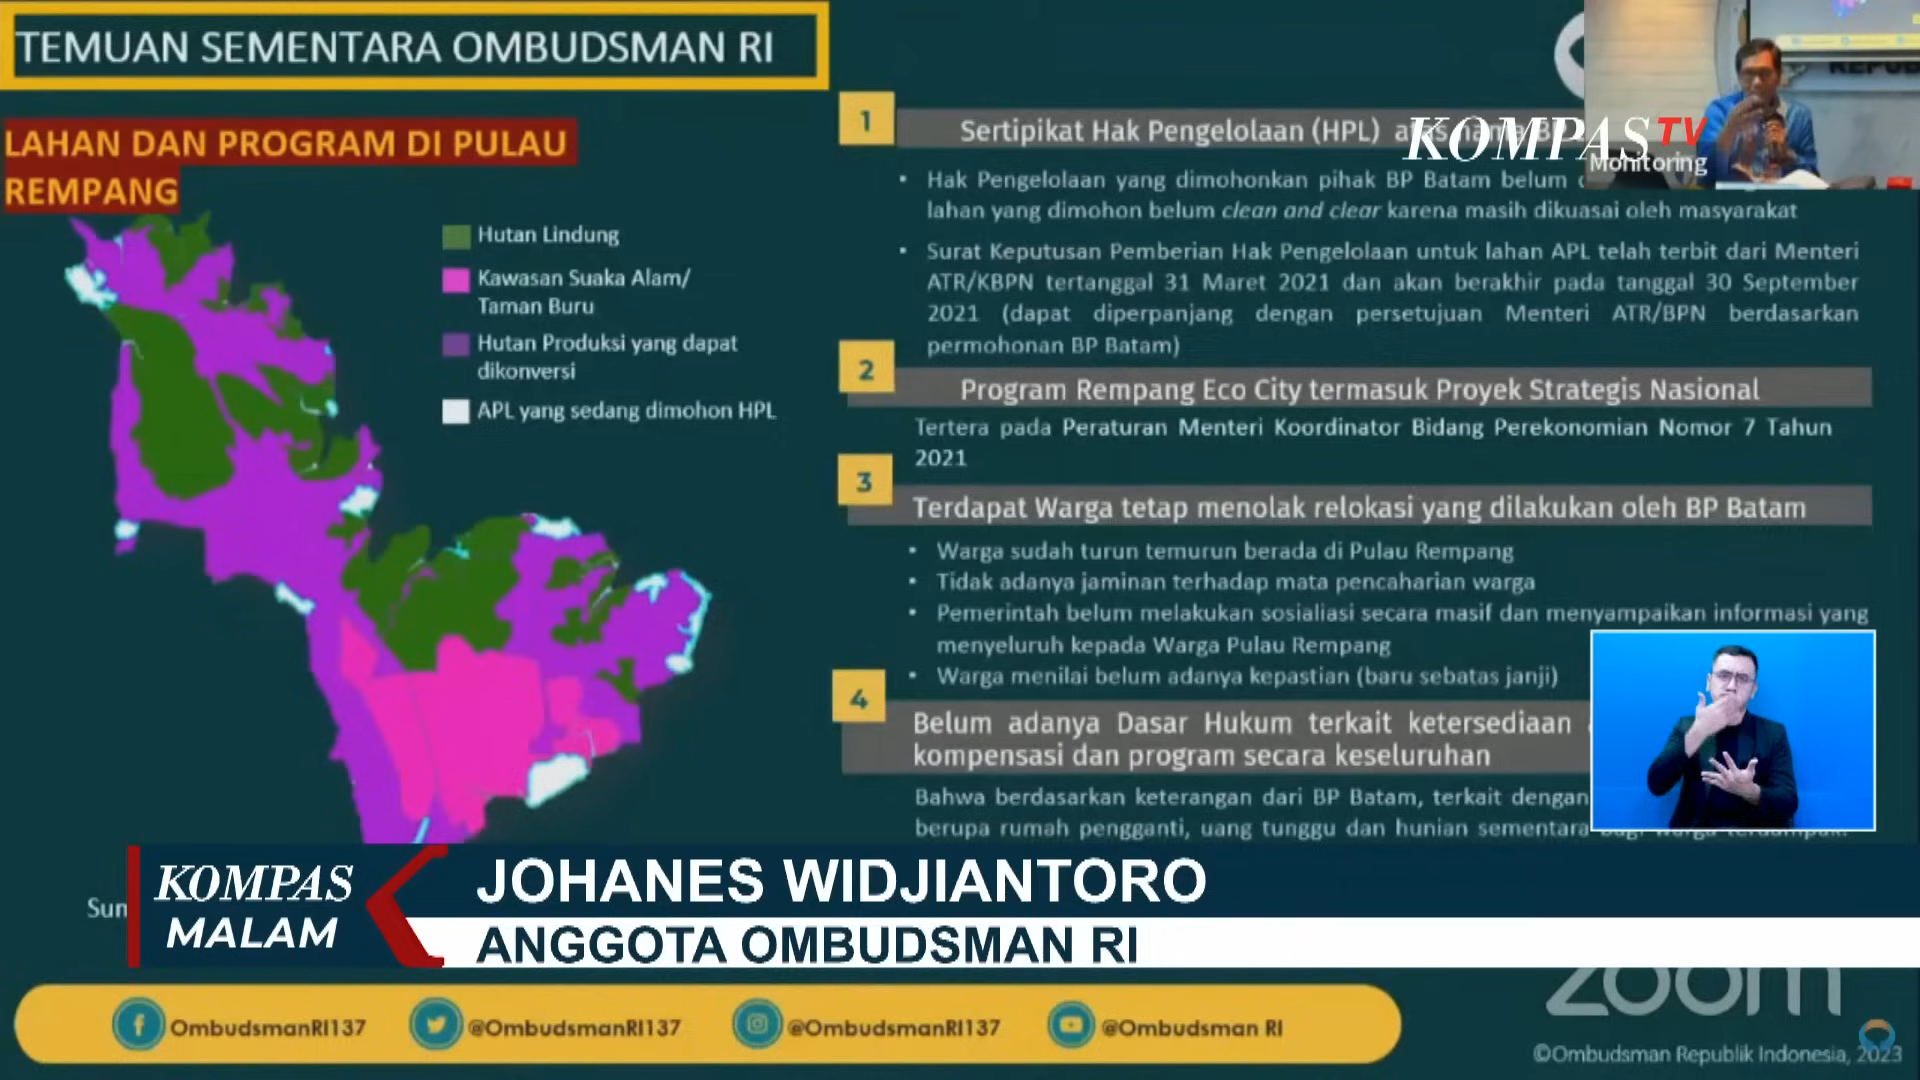 TEMUAN SEMENTARA OMBUDSMAN RI
LAHAN DAN PROGRAM DI PULAU
REMPANG
Hutan Lindung
Kawasan Suaka Alam/
Taman Buru
Hutan Produksi yang dapat
dikonversi
APL yang sedang dimohon HPL
KOMPAS TV
Monitoring
1
Sertipikat Hak Pengelolaan (HPL)
• Hak Pengelolaan yang dimohonkan pihak BP Batam belum
lahan yang dimohon belum clean and clear karena masih dikuasai oleh masyarakat
• Surat Keputusan Pemberian Hak Pengelolaan untuk lahan APL telah terbit dari Menteri
ATR/KBPN tertanggal 31 Maret 2021 dan akan berakhir pada tanggal 30 September
2021 (dapat diperpanjang dengan persetujuan Menteri ATR/BPN berdasarkan
permohonan BP Batam)
2
Program Rempang Eco City termasuk Proyek Strategis Nasional
Tertera pada Peraturan Menteri Koordinator Bidang Perekonomian Nomor 7 Tahun
2021
3
Terdapat Warga tetap menolak relokasi yang dilakukan oleh BP Batam
• Warga sudah turun temurun berada di Pulau Rempang
• Tidak adanya jaminan terhadap mata pencaharian warga
• Pemerintah belum melakukan sosialiasi secara masif dan menyampaikan informasi yang
menyeluruh kepada Warga Pulau Rempang
• Warga menilai belum adanya kepastian (baru sebatas janji)
4
Belum adanya Dasar Hukum terkait ketersediaan
kompensasi dan program secara keseluruhan
Bahwa berdasarkan keterangan dari BP Batam, terkait dengan
berupa rumah pengganti, uang tunggu dan hunian sementara bagi warga terdampak.
KOMPAS
MALAM
JOHANES WIDJIANTORO
ANGGOTA OMBUDSMAN RI
OmbudsmanRI137
@OmbudsmanRI137
@OmbudsmanRI137
@Ombudsman RI
zoom
©Ombudsman Republik Indonesia, 2023